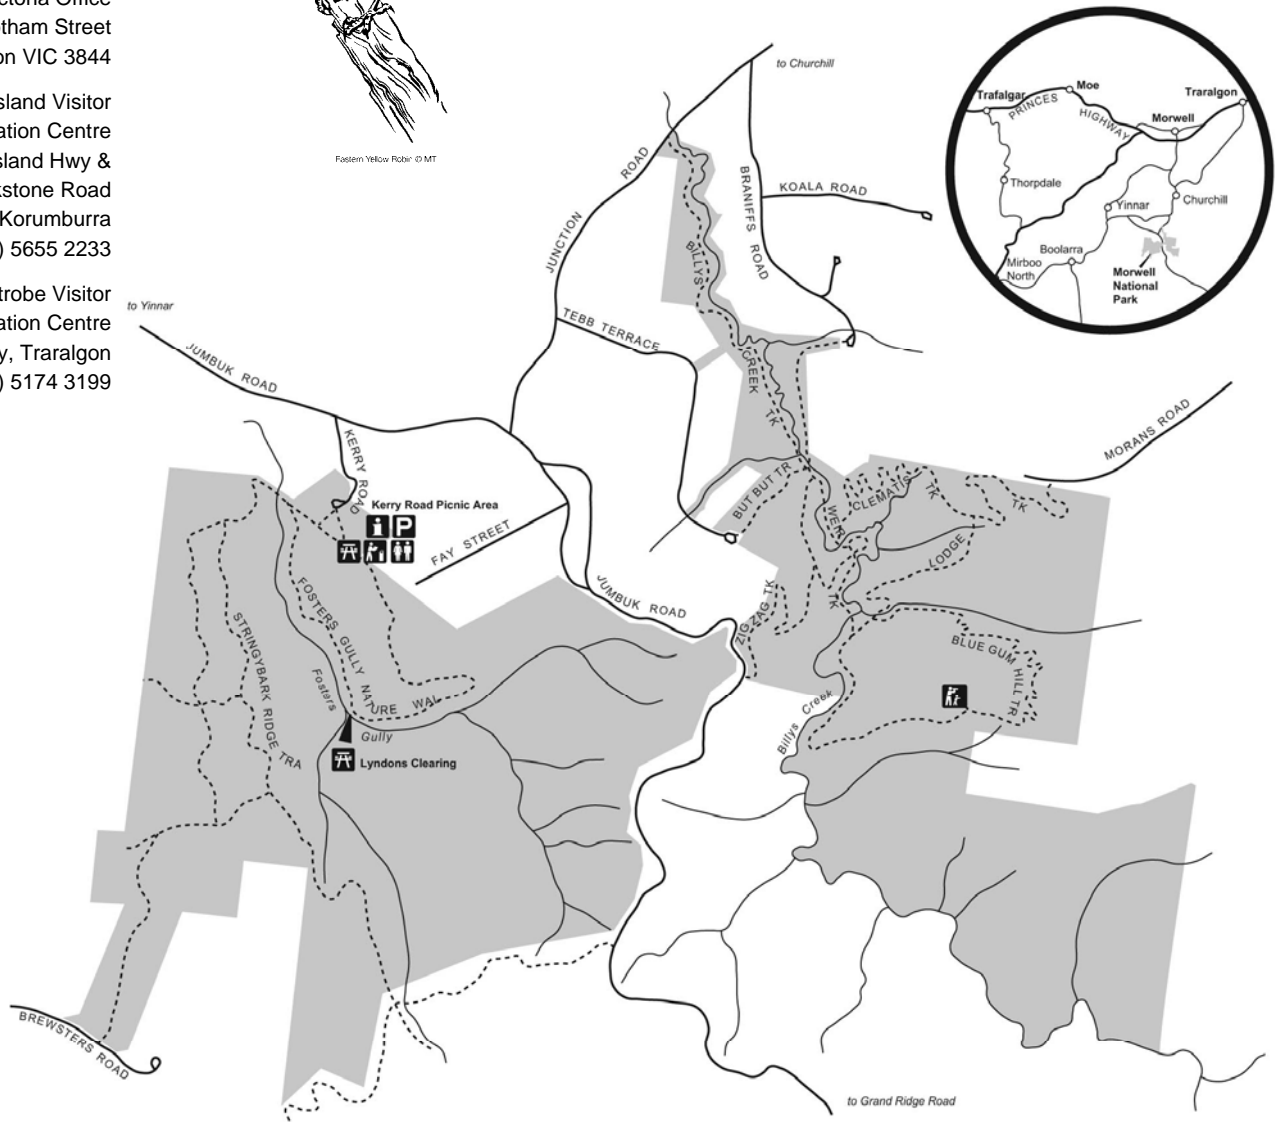 ctoria Office
otham Street
on VIC 3844
sland Visitor
ation Centre
sland Hwy &
kstone Road
Korumburra
) 5655 2233
trobe Visitor
ation Centre
y, Traralgon
) 5174 3199
Eastern Yellow Robin © MT
to Churchill
Trafalgar
Moe
Traralgon
PRINCES
HIGHWAY
Morwell
Thorpdale
Yinnar
Churchill
Boolarra
Mirboo
North
Morwell
National
Park
JUNCTION
ROAD
BRANIFFS ROAD
KOALA ROAD
BILLYS
CREEK
TK
TEBB TERRACE
to Yinnar
JUMBUK ROAD
KERRY ROAD
Kerry Road Picnic Area
i P
FAY STREET
JUMBUK ROAD
MORANS ROAD
BUT BUT TR
WEIR
TK
CLEMATIS
TK
TK
LODGE
ZIG ZAG TK
BLUE GUM HILL TR
Billys Creek
FOSTERS GULLY NATURE WAL
STRINGYBARK RIDGE TRA
Fosters
Gully
Lyndons Clearing
BREWSTERS ROAD
to Grand Ridge Road